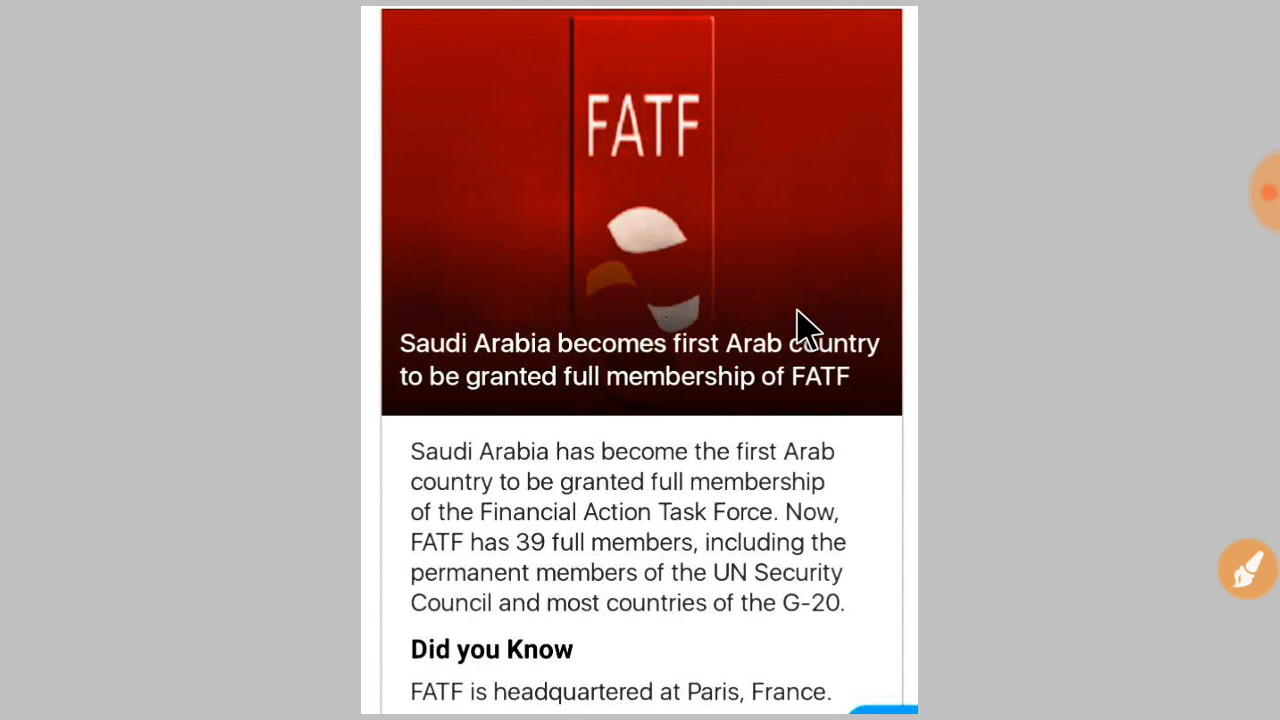 FATF
Saudi Arabia becomes first Arab country
to be granted full membership of FATF
Saudi Arabia has become the first Arab
country to be granted full membership
of the Financial Action Task Force. Now,
FATF has 39 full members, including the
permanent members of the UN Security
Council and most countries of the G-20.
Did you Know
FATF is headquartered at Paris, France.